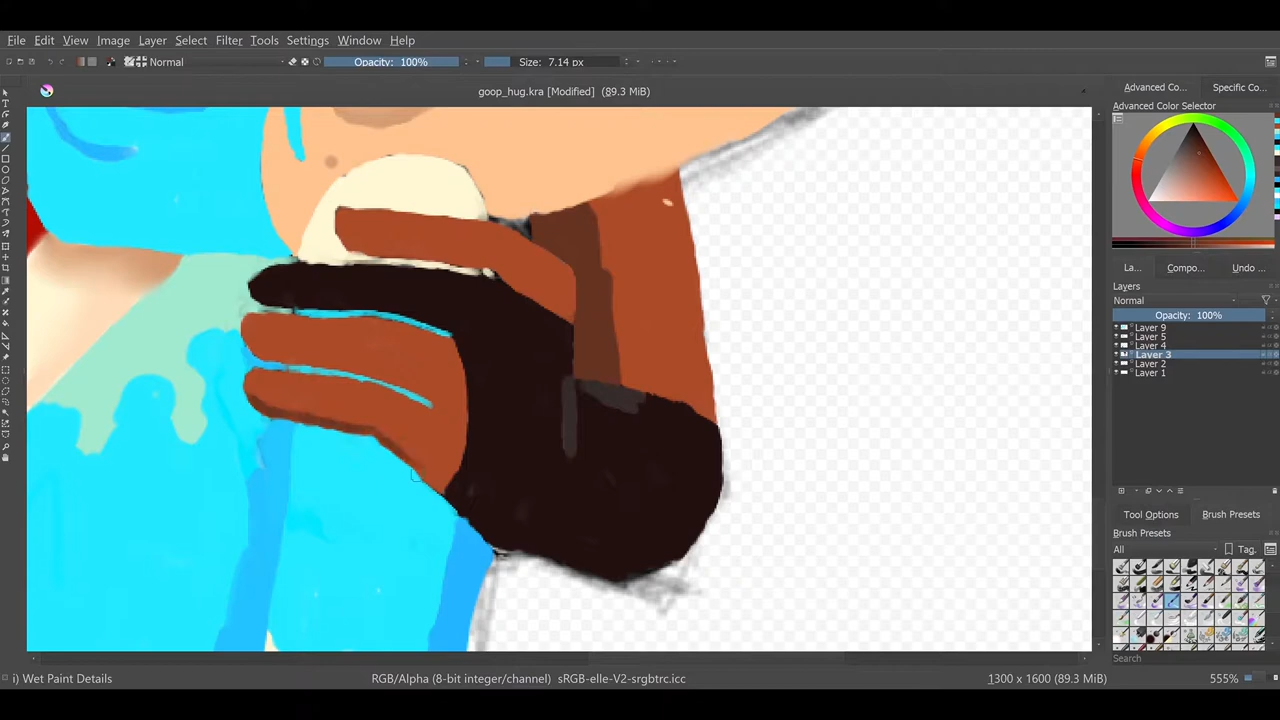 File Edit View Image Layer Select Filter Tools Settings Window Help
Normal Opacity: 100% Size: 7.14 px
goop_hug.kra [Modified] (89.3 MiB)
Advanced Co... Specific Co...
Advanced Color Selector
La... Compo... Undo ...
Layers
Normal
Opacity: 100%
Layer 9
Layer 5
Layer 4
Layer 3
Layer 2
Layer 1
Tool Options Brush Presets
Brush Presets
All Tag.
Search
i) Wet Paint Details RGB/Alpha (8-bit integer/channel) sRGB-elle-V2-srgbtrc.icc 1300 x 1600 (89.3 MiB) 555%